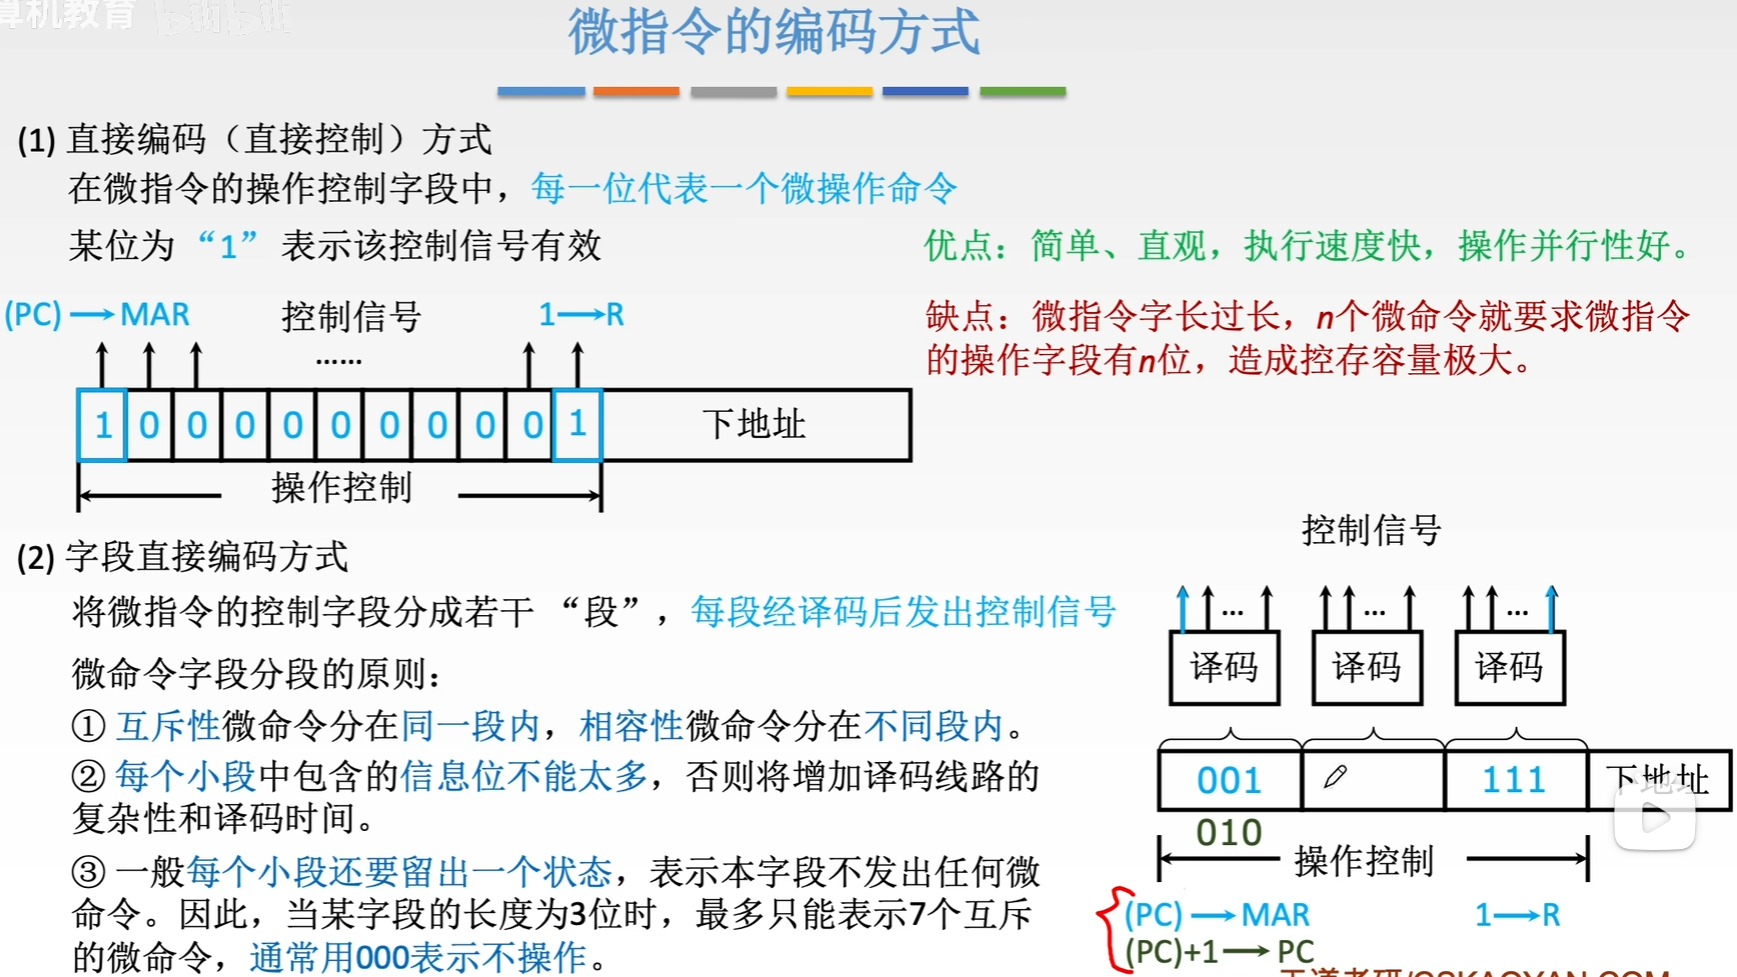 算机教育 bilibili
微指令的编码方式
(1) 直接编码（直接控制）方式
在微指令的操作控制字段中，每一位代表一个微操作命令
某位为“1”表示该控制信号有效
优点：简单、直观，执行速度快，操作并行性好。
缺点：微指令字长过长，n个微命令就要求微指令
的操作字段有n位，造成控存容量极大。
(PC)→MAR 控制信号 1→R
……
1 0 0 0 0 0 0 0 0 0 1 下地址
操作控制
(2) 字段直接编码方式
将微指令的控制字段分成若干“段”，每段经译码后发出控制信号
微命令字段分段的原则：
① 互斥性微命令分在同一段内，相容性微命令分在不同段内。
② 每个小段中包含的信息位不能太多，否则将增加译码线路的
复杂性和译码时间。
③ 一般每个小段还要留出一个状态，表示本字段不发出任何微
命令。因此，当某字段的长度为3位时，最多只能表示7个互斥
的微命令，通常用000表示不操作。
控制信号
… … …
译码 译码 译码
001 111 下地址
010
操作控制
(PC)→MAR 1→R
(PC)+1→PC
王道考研/CSKAOYAN.COM